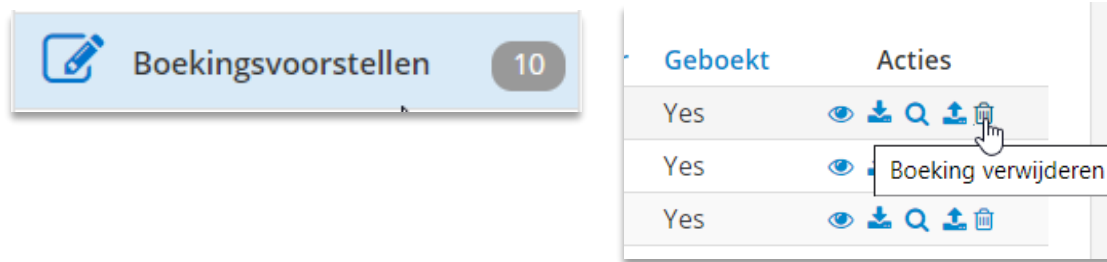 Boekingsvoorstellen 10
r Geboekt Acties
Yes
Boeking verwijderen
Yes
Yes